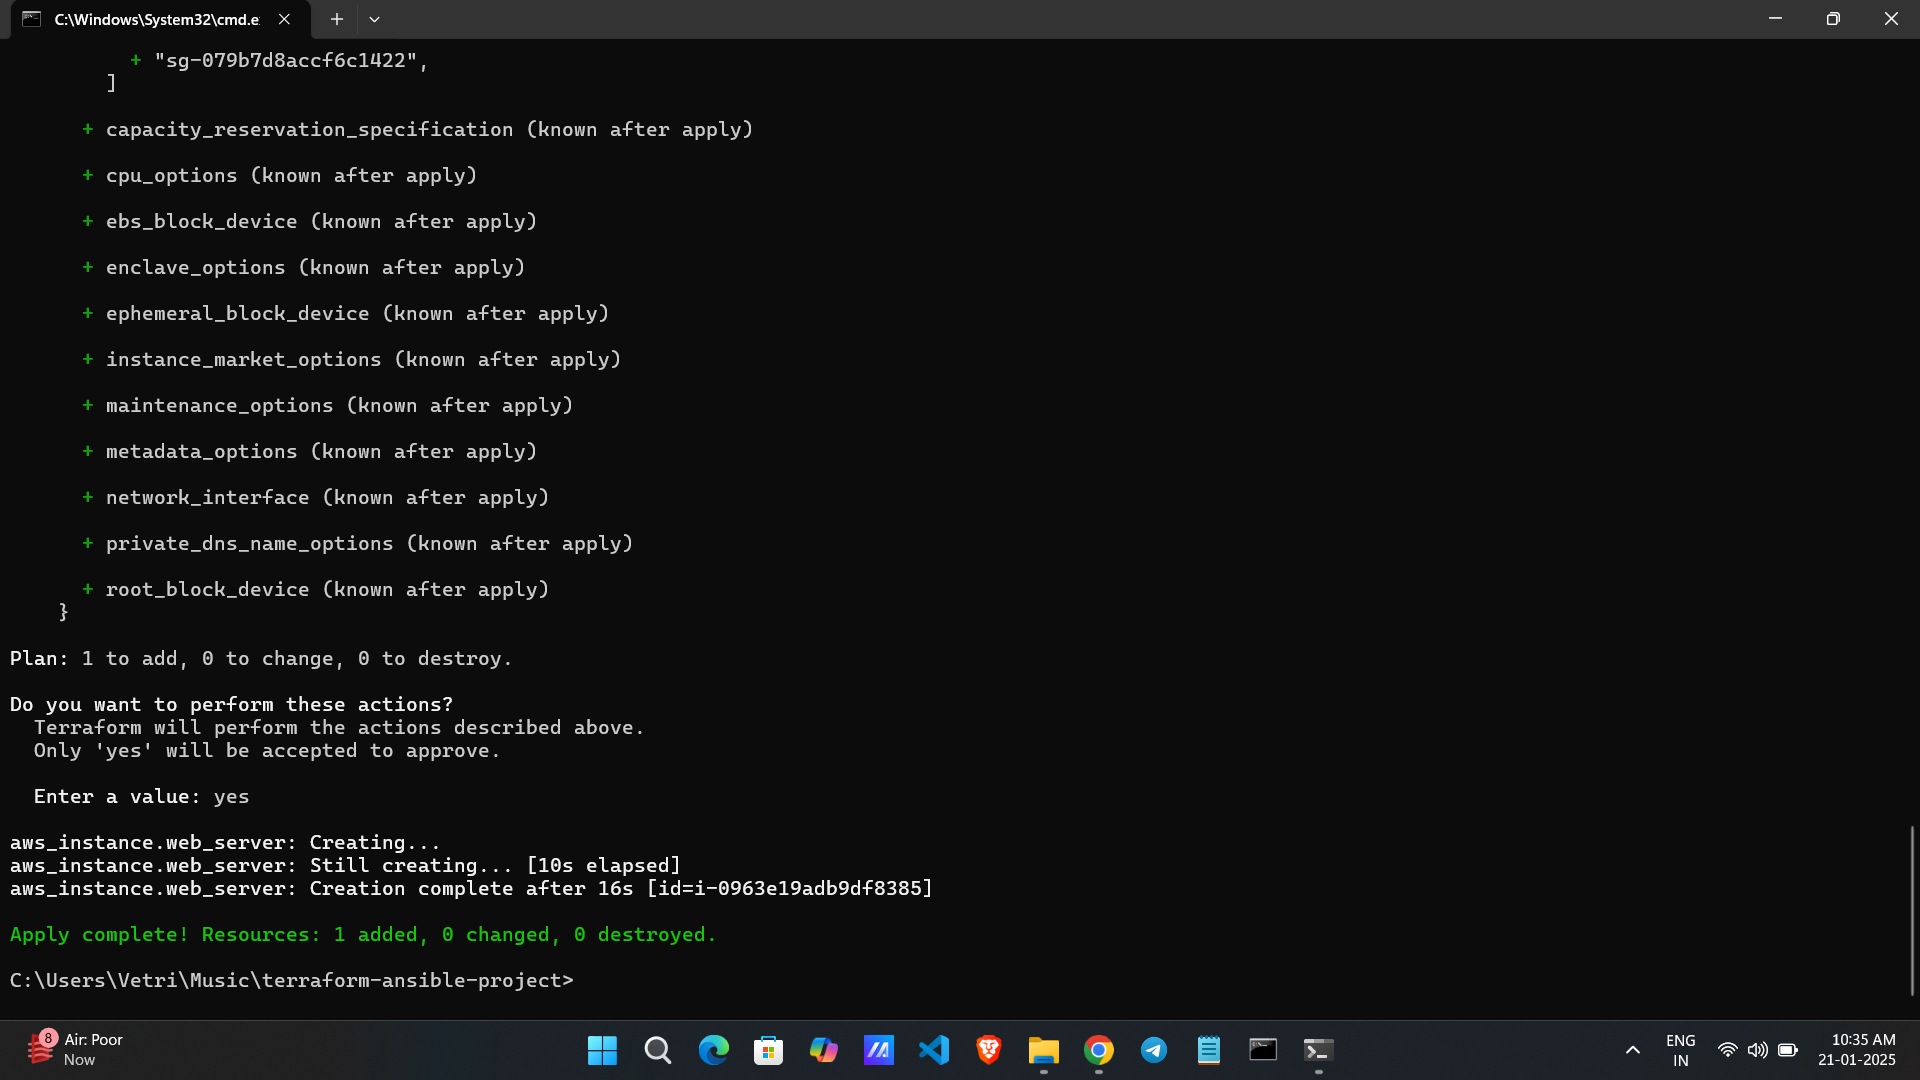 C:\Windows\System32\cmd.e
+ "sg-079b7d8accf6c1422",
]
+ capacity_reservation_specification (known after apply)
+ cpu_options (known after apply)
+ ebs_block_device (known after apply)
+ enclave_options (known after apply)
+ ephemeral_block_device (known after apply)
+ instance_market_options (known after apply)
+ maintenance_options (known after apply)
+ metadata_options (known after apply)
+ network_interface (known after apply)
+ private_dns_name_options (known after apply)
+ root_block_device (known after apply)
}
Plan: 1 to add, 0 to change, 0 to destroy.
Do you want to perform these actions?
Terraform will perform the actions described above.
Only 'yes' will be accepted to approve.
Enter a value: yes
aws_instance.web_server: Creating...
aws_instance.web_server: Still creating... [10s elapsed]
aws_instance.web_server: Creation complete after 16s [id=i-0963e19adb9df8385]
Apply complete! Resources: 1 added, 0 changed, 0 destroyed.
C:\Users\Vetri\Music\terraform-ansible-project>
8
Air: Poor
Now
ENG
IN
10:35 AM
21-01-2025